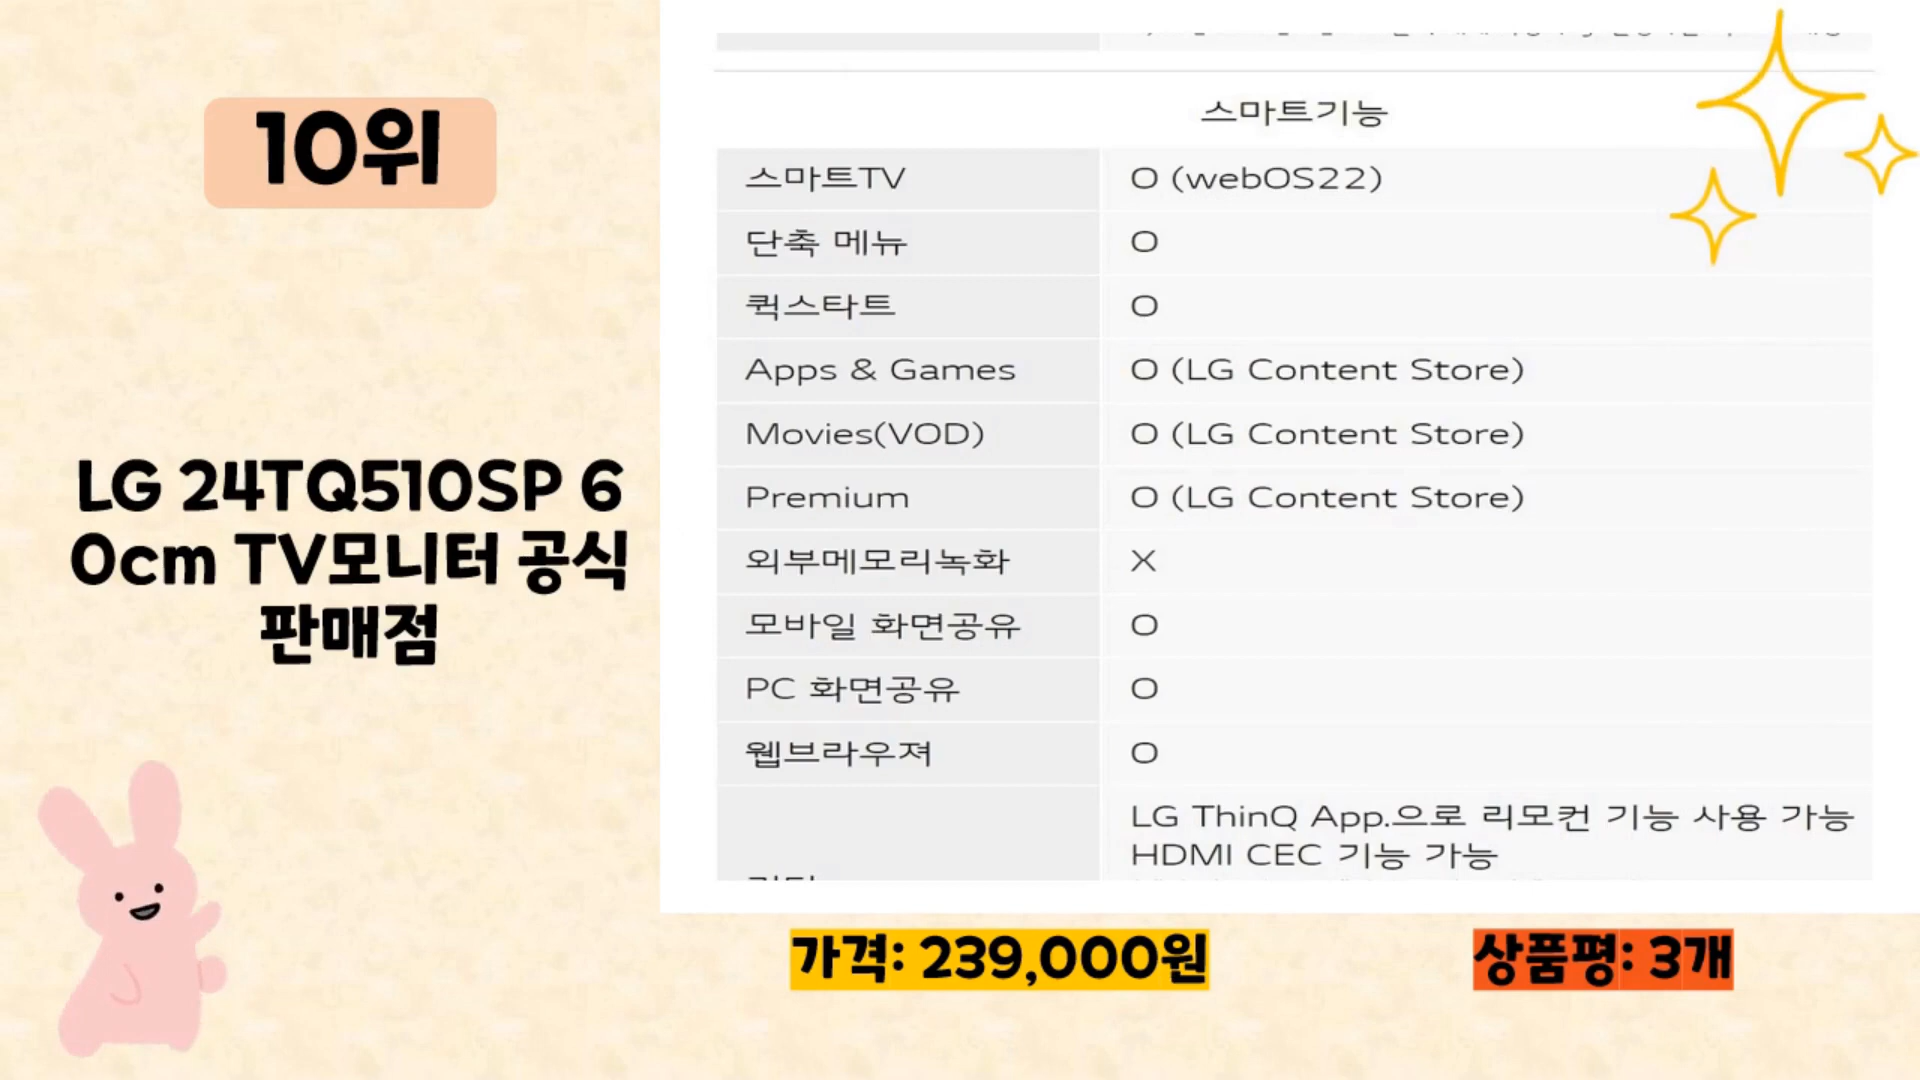 10위
LG 24TQ510SP 6
0cm TV모니터 공식
판매점
스마트기능
스마트TV O (webOS22)
단축 메뉴 O
퀵스타트 O
Apps & Games O (LG Content Store)
Movies(VOD) O (LG Content Store)
Premium O (LG Content Store)
외부메모리녹화 X
모바일 화면공유 O
PC 화면공유 O
웹브라우져 O
LG ThinQ App.으로 리모컨 기능 사용 가능
HDMI CEC 기능 가능
가격: 239,000원
상품평: 3개